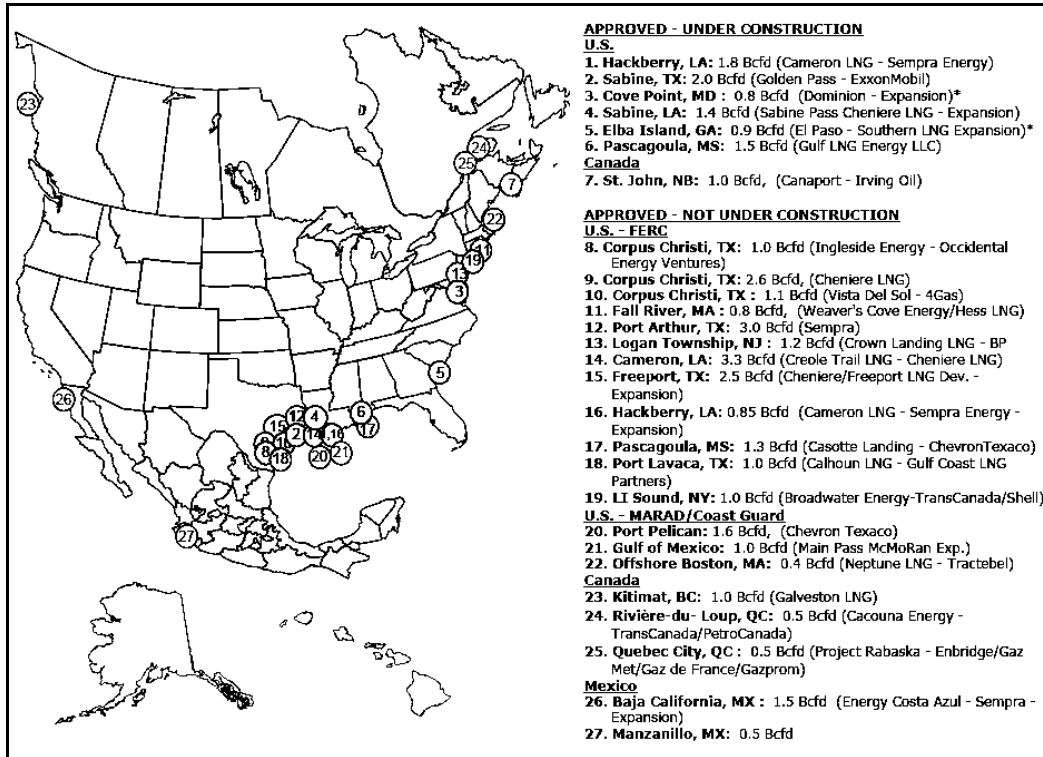 APPROVED - UNDER CONSTRUCTION
U.S.
1. Hackberry, LA: 1.8 Bcfd (Cameron LNG - Sempra Energy)
2. Sabine, TX: 2.0 Bcfd (Golden Pass - ExxonMobil)
3. Cove Point, MD : 0.8 Bcfd (Dominion - Expansion)*
4. Sabine, LA: 1.4 Bcfd (Sabine Pass Cheniere LNG - Expansion)
5. Elba Island, GA: 0.9 Bcfd (El Paso - Southern LNG Expansion)*
6. Pascagoula, MS: 1.5 Bcfd (Gulf LNG Energy LLC)
Canada
7. St. John, NB: 1.0 Bcfd, (Canaport - Irving Oil)
APPROVED - NOT UNDER CONSTRUCTION
U.S. - FERC
8. Corpus Christi, TX: 1.0 Bcfd (Ingleside Energy - Occidental
Energy Ventures)
9. Corpus Christi, TX: 2.6 Bcfd, (Cheniere LNG)
10. Corpus Christi, TX : 1.1 Bcfd (Vista Del Sol - 4Gas)
11. Fall River, MA : 0.8 Bcfd, (Weaver's Cove Energy/Hess LNG)
12. Port Arthur, TX: 3.0 Bcfd (Sempra)
13. Logan Township, NJ : 1.2 Bcfd (Crown Landing LNG - BP
14. Cameron, LA: 3.3 Bcfd (Creole Trail LNG - Cheniere LNG)
15. Freeport, TX: 2.5 Bcfd (Cheniere/Freeport LNG Dev. -
Expansion)
16. Hackberry, LA: 0.85 Bcfd (Cameron LNG - Sempra Energy -
Expansion)
17. Pascagoula, MS: 1.3 Bcfd (Casotte Landing - ChevronTexaco)
18. Port Lavaca, TX: 1.0 Bcfd (Calhoun LNG - Gulf Coast LNG
Partners)
19. LI Sound, NY: 1.0 Bcfd (Broadwater Energy-TransCanada/Shell)
U.S. - MARAD/Coast Guard
20. Port Pelican: 1.6 Bcfd, (Chevron Texaco)
21. Gulf of Mexico: 1.0 Bcfd (Main Pass McMoRan Exp.)
22. Offshore Boston, MA: 0.4 Bcfd (Neptune LNG - Tractebel)
Canada
23. Kitimat, BC: 1.0 Bcfd (Galveston LNG)
24. Rivière-du- Loup, QC: 0.5 Bcfd (Cacouna Energy -
TransCanada/PetroCanada)
25. Quebec City, QC : 0.5 Bcfd (Project Rabaska - Enbridge/Gaz
Met/Gaz de France/Gazprom)
Mexico
26. Baja California, MX : 1.5 Bcfd (Energy Costa Azul - Sempra -
Expansion)
27. Manzanillo, MX: 0.5 Bcfd
23
24
25
7
22
11
19
13
3
5
26
12
4
6
15
17
2
14
16
8
18
20
21
27